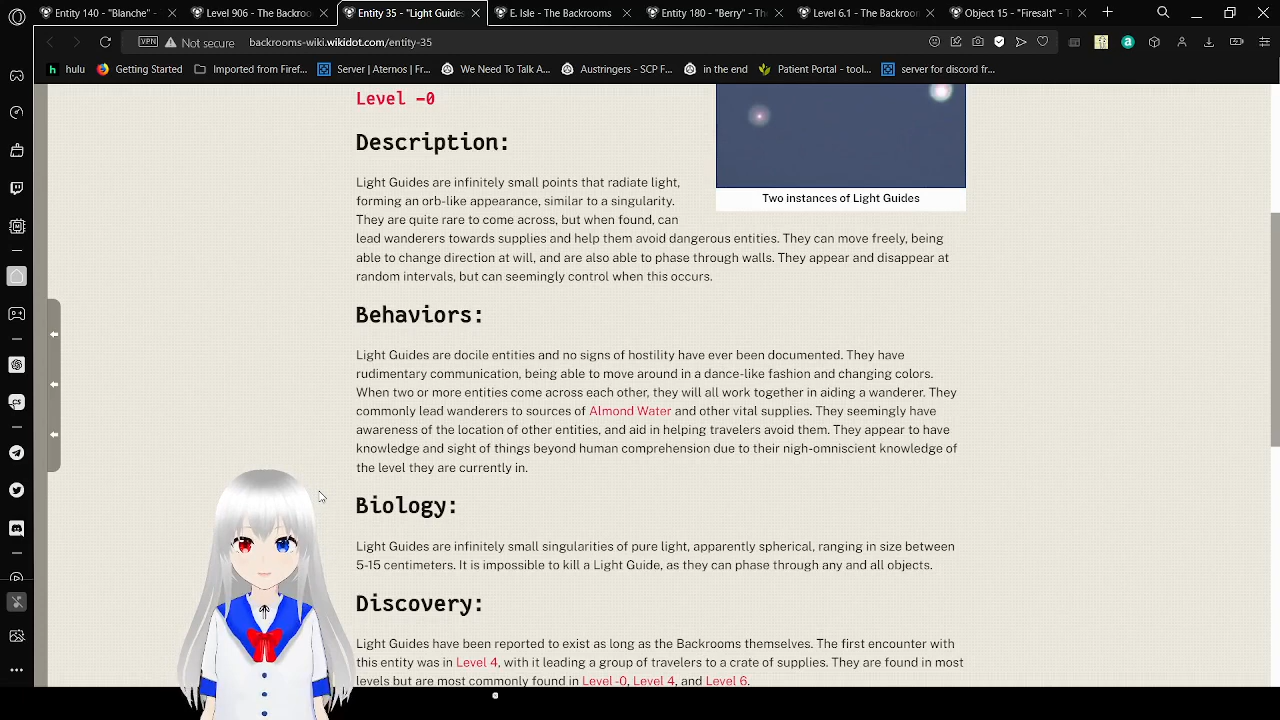 Entity 140 - "Blanche" -
Level 906 - The Backroo
Entity 35 - "Light Guides
E. Isle - The Backrooms
Entity 180 - "Berry" - The
Level 6.1 - The Backroon
Object 15 - "Firesalt" - T
VPN
Not secure
backrooms-wiki.wikidot.com/entity-35
hulu
Getting Started
Imported from Firef...
Server | Aternos | Fr...
We Need To Talk A...
Austringers - SCP F...
in the end
Patient Portal - tool...
server for discord fr...
Level -0
Description:
Two instances of Light Guides
Light Guides are infinitely small points that radiate light,
forming an orb-like appearance, similar to a singularity.
They are quite rare to come across, but when found, can
lead wanderers towards supplies and help them avoid dangerous entities. They can move freely, being
able to change direction at will, and are also able to phase through walls. They appear and disappear at
random intervals, but can seemingly control when this occurs.
Behaviors:
Light Guides are docile entities and no signs of hostility have ever been documented. They have
rudimentary communication, being able to move around in a dance-like fashion and changing colors.
When two or more entities come across each other, they will all work together in aiding a wanderer. They
commonly lead wanderers to sources of Almond Water and other vital supplies. They seemingly have
awareness of the location of other entities, and aid in helping travelers avoid them. They appear to have
knowledge and sight of things beyond human comprehension due to their nigh-omniscient knowledge of
the level they are currently in.
Biology:
Light Guides are infinitely small singularities of pure light, apparently spherical, ranging in size between
5-15 centimeters. It is impossible to kill a Light Guide, as they can phase through any and all objects.
Discovery:
Light Guides have been reported to exist as long as the Backrooms themselves. The first encounter with
this entity was in Level 4, with it leading a group of travelers to a crate of supplies. They are found in most
levels but are most commonly found in Level -0, Level 4, and Level 6.